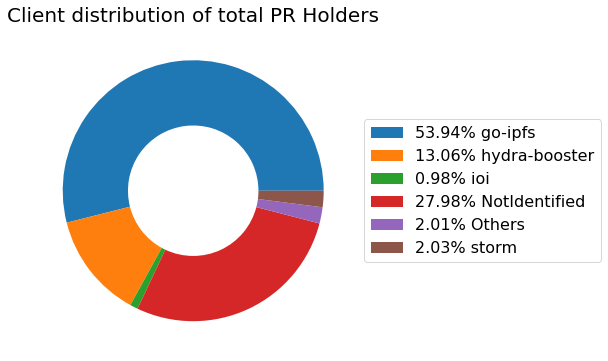 Client distribution of total PR Holders
53.94% go-ipfs
13.06% hydra-booster
0.98% ioi
27.98% NotIdentified
2.01% Others
2.03% storm